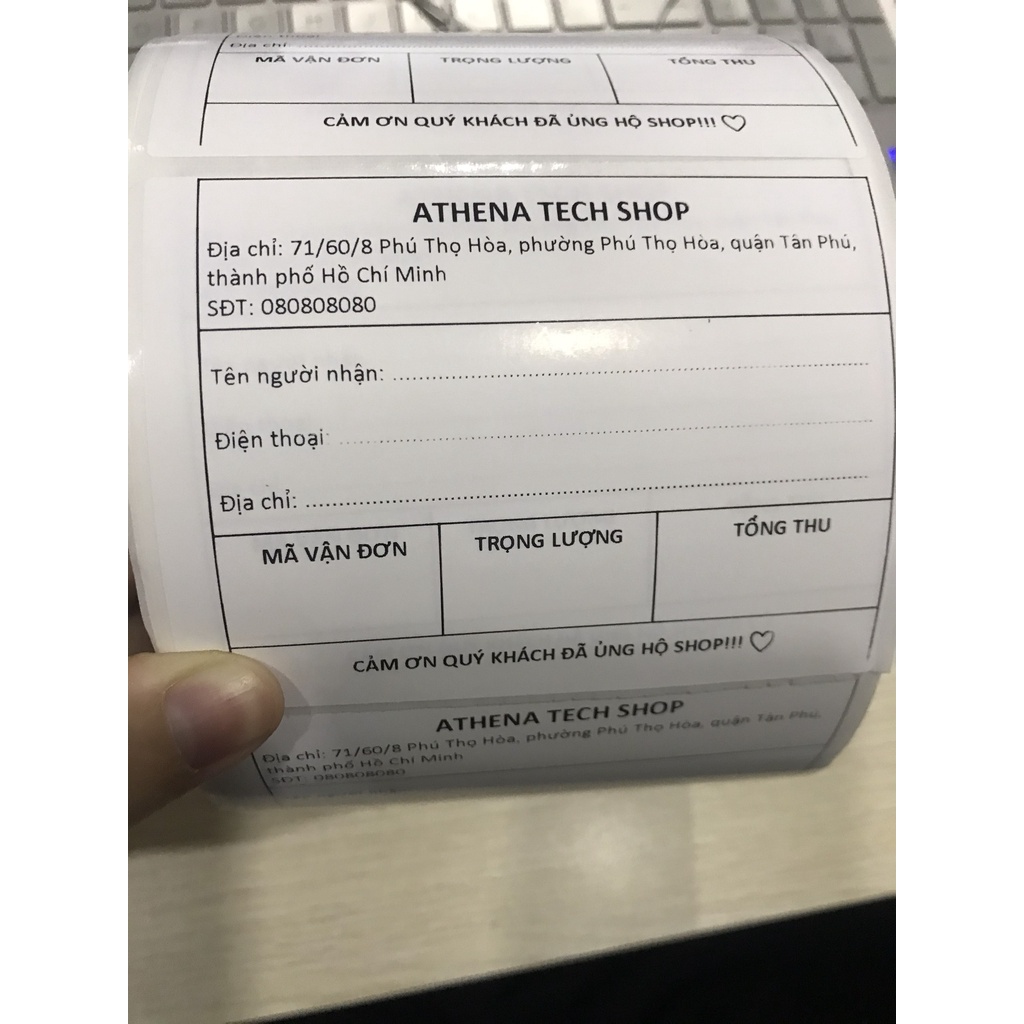 Địa chỉ:
MÃ VẬN ĐƠN TRỌNG LƯỢNG TỔNG THU
CẢM ƠN QUÝ KHÁCH ĐÃ ỦNG HỘ SHOP!!! ♡
ATHENA TECH SHOP
Địa chỉ: 71/60/8 Phú Thọ Hòa, phường Phú Thọ Hòa, quận Tân Phú,
thành phố Hồ Chí Minh
SĐT: 080808080
Tên người nhận: ................................................
Điện thoại: ................................................
Địa chỉ: ................................................
MÃ VẬN ĐƠN TRỌNG LƯỢNG TỔNG THU
CẢM ƠN QUÝ KHÁCH ĐÃ ỦNG HỘ SHOP!!! ♡
ATHENA TECH SHOP
Địa chỉ: 71/60/8 Phú Thọ Hòa, phường Phú Thọ Hòa, quận Tân Phú,
thành phố Hồ Chí Minh
SĐT: 080808080